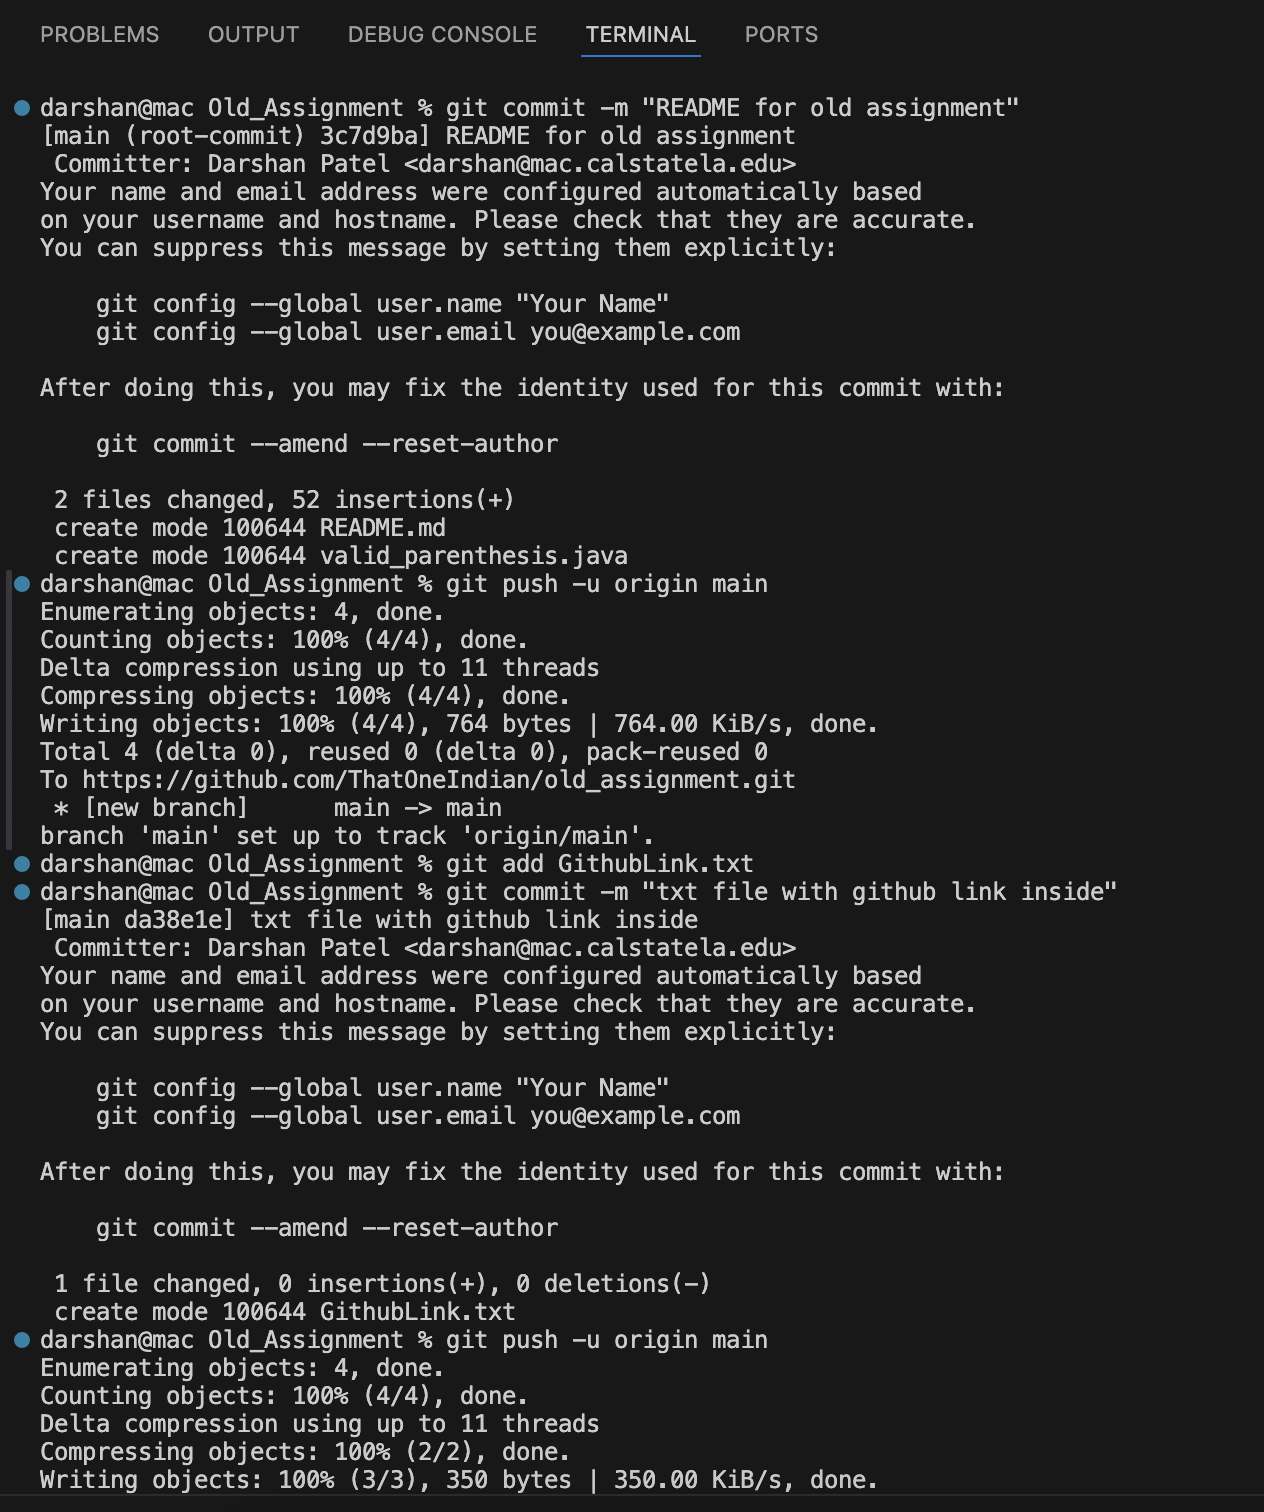 PROBLEMS OUTPUT DEBUG CONSOLE TERMINAL PORTS
darshan@mac Old_Assignment % git commit -m "README for old assignment"
[main (root-commit) 3c7d9ba] README for old assignment
 Committer: Darshan Patel <darshan@mac.calstatela.edu>
Your name and email address were configured automatically based
on your username and hostname. Please check that they are accurate.
You can suppress this message by setting them explicitly:

    git config --global user.name "Your Name"
    git config --global user.email you@example.com

After doing this, you may fix the identity used for this commit with:

    git commit --amend --reset-author

 2 files changed, 52 insertions(+)
 create mode 100644 README.md
 create mode 100644 valid_parenthesis.java
darshan@mac Old_Assignment % git push -u origin main
Enumerating objects: 4, done.
Counting objects: 100% (4/4), done.
Delta compression using up to 11 threads
Compressing objects: 100% (4/4), done.
Writing objects: 100% (4/4), 764 bytes | 764.00 KiB/s, done.
Total 4 (delta 0), reused 0 (delta 0), pack-reused 0
To https://github.com/ThatOneIndian/old_assignment.git
 * [new branch]      main -> main
branch 'main' set up to track 'origin/main'.
darshan@mac Old_Assignment % git add GithubLink.txt
darshan@mac Old_Assignment % git commit -m "txt file with github link inside"
[main da38e1e] txt file with github link inside
 Committer: Darshan Patel <darshan@mac.calstatela.edu>
Your name and email address were configured automatically based
on your username and hostname. Please check that they are accurate.
You can suppress this message by setting them explicitly:

    git config --global user.name "Your Name"
    git config --global user.email you@example.com

After doing this, you may fix the identity used for this commit with:

    git commit --amend --reset-author

 1 file changed, 0 insertions(+), 0 deletions(-)
 create mode 100644 GithubLink.txt
darshan@mac Old_Assignment % git push -u origin main
Enumerating objects: 4, done.
Counting objects: 100% (4/4), done.
Delta compression using up to 11 threads
Compressing objects: 100% (2/2), done.
Writing objects: 100% (3/3), 350 bytes | 350.00 KiB/s, done.